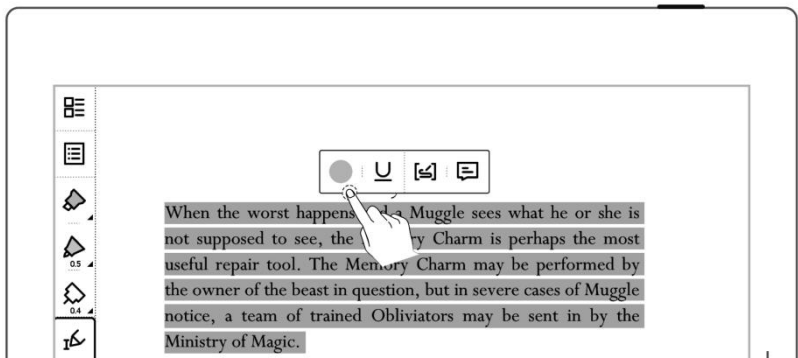 U
When the worst happens a Muggle sees what he or she is
not supposed to see, the ry Charm is perhaps the most
useful repair tool. The Memory Charm may be performed by
the owner of the beast in question, but in severe cases of Muggle
notice, a team of trained Obliviators may be sent in by the
Ministry of Magic.
0.5
0.4